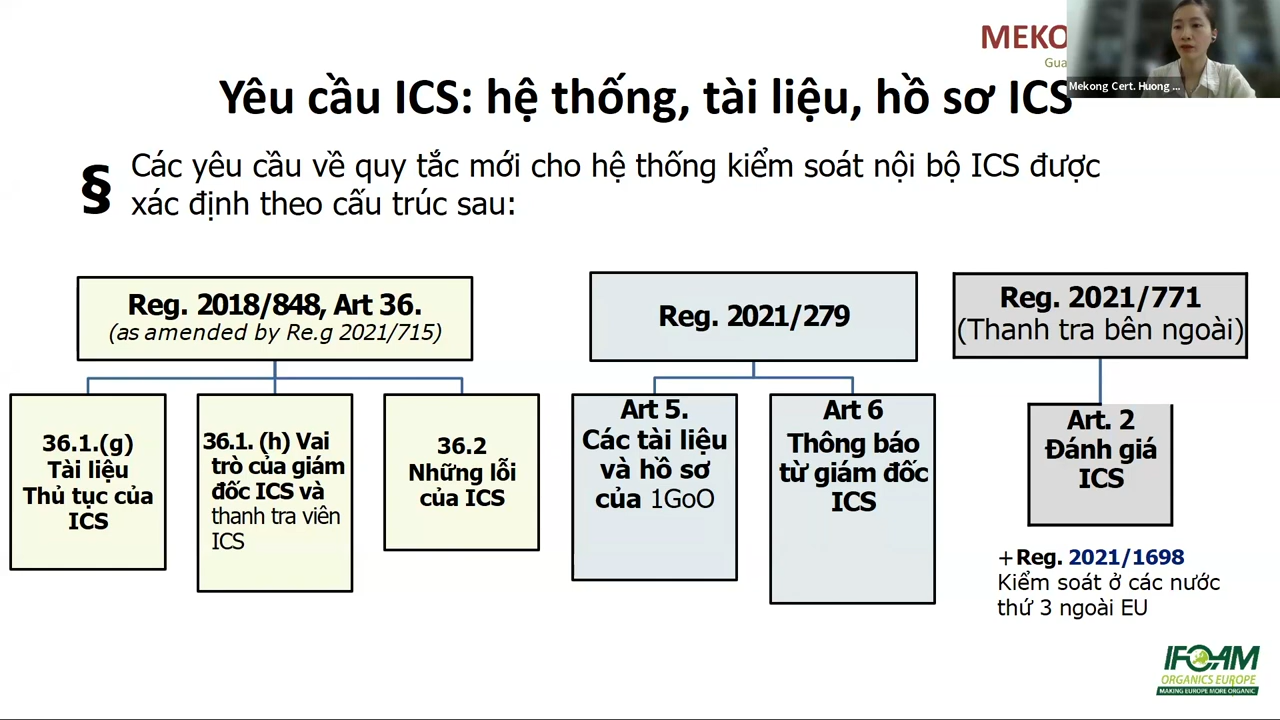 MEKO
Gua
Mekong Cert. Huong ...
Yêu cầu ICS: hệ thống, tài liệu, hồ sơ ICS
§ Các yêu cầu về quy tắc mới cho hệ thống kiểm soát nội bộ ICS được
xác định theo cấu trúc sau:
Reg. 2018/848, Art 36.
(as amended by Re.g 2021/715)
36.1.(g)
Tài liệu
Thủ tục của
ICS
36.1. (h) Vai
trò của giám
đốc ICS và
thanh tra viên
ICS
36.2
Những lỗi
của ICS
Reg. 2021/279
Art 5.
Các tài liệu
và hồ sơ
của 1GoO
Art 6
Thông báo
từ giám đốc
ICS
Reg. 2021/771
(Thanh tra bên ngoài)
Art. 2
Đánh giá
ICS
+Reg. 2021/1698
Kiểm soát ở các nước
thứ 3 ngoài EU
IFOAM
ORGANICS EUROPE
MAKING EUROPE MORE ORGANIC